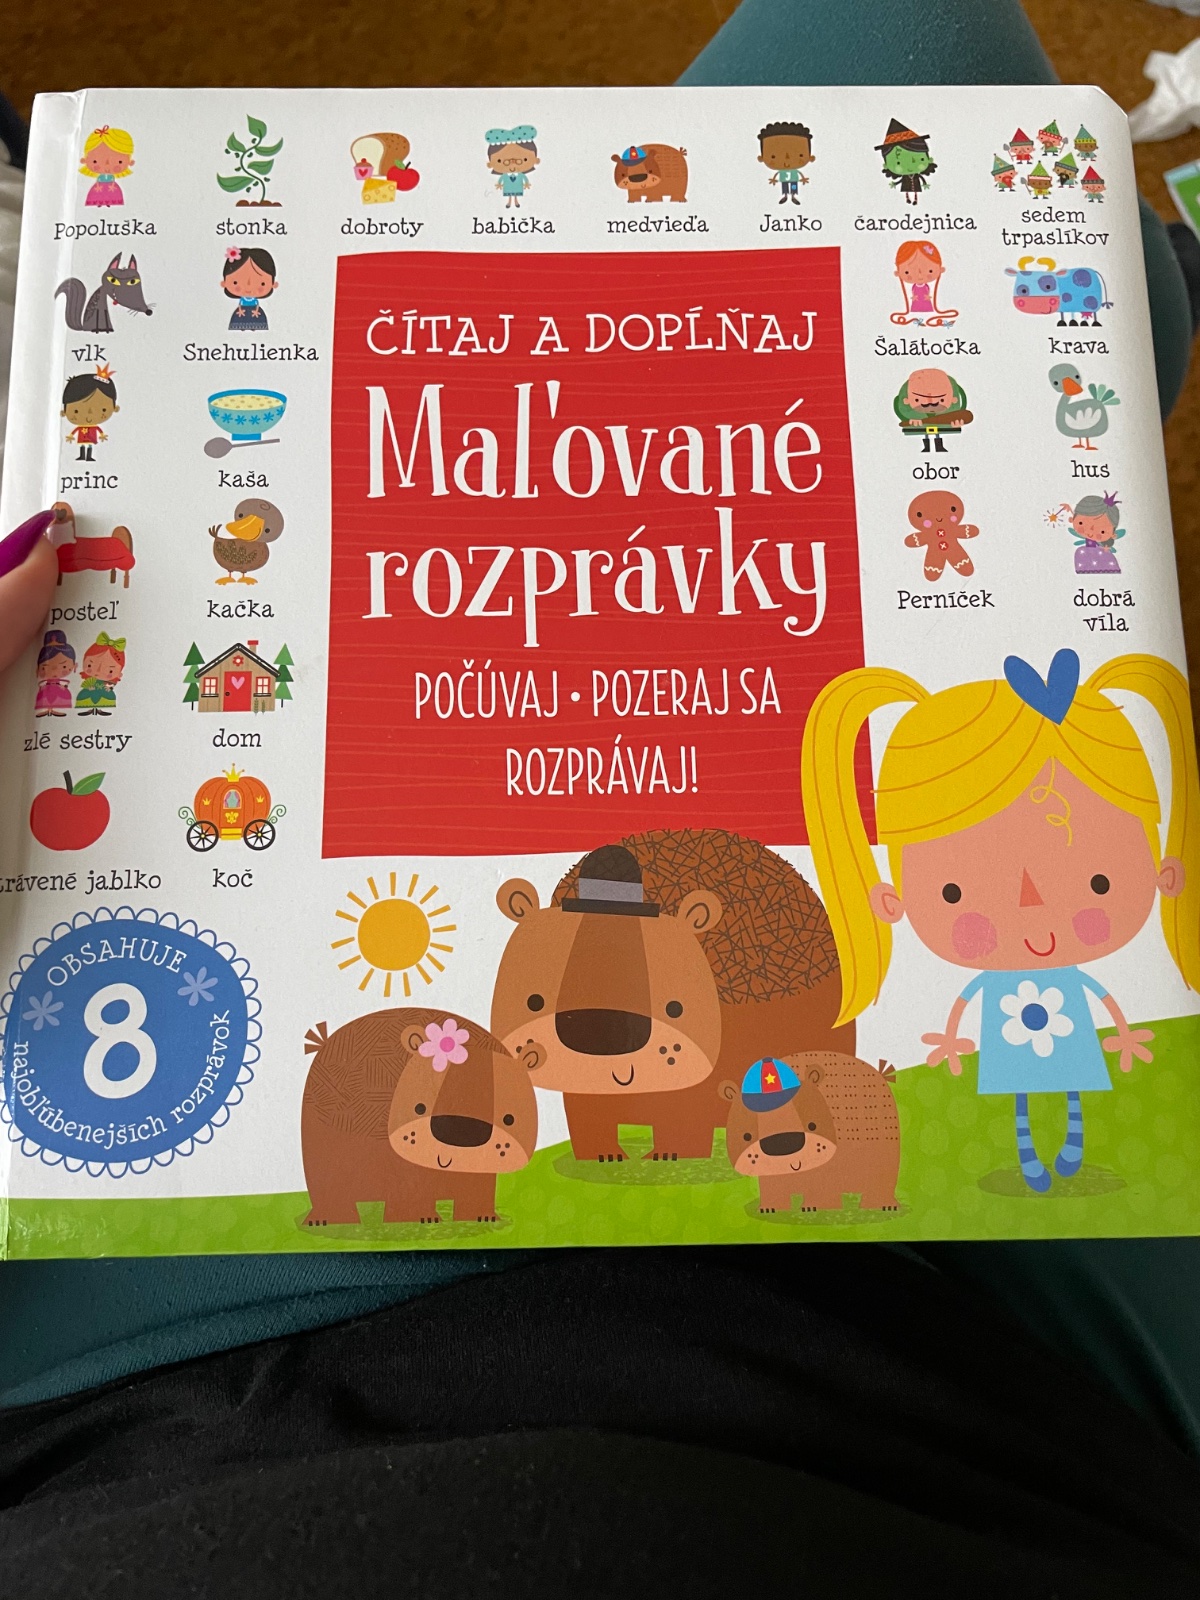 Popoluška
stonka
dobroty
babička
medvieďa
Janko
čarodejnica
sedem
trpaslíkov
vlk
Snehulienka
Šalátočka
krava
princ
kaša
obor
hus
posteľ
kačka
Perníček
dobrá
víla
zlé sestry
dom
trávené jablko
koč
ČÍTAJ A DOPĹŇAJ
Maľované
rozprávky
POČÚVAJ • POZERAJ SA
ROZPRÁVAJ!
OBSAHUJE
8
najobľúbenejších rozprávok